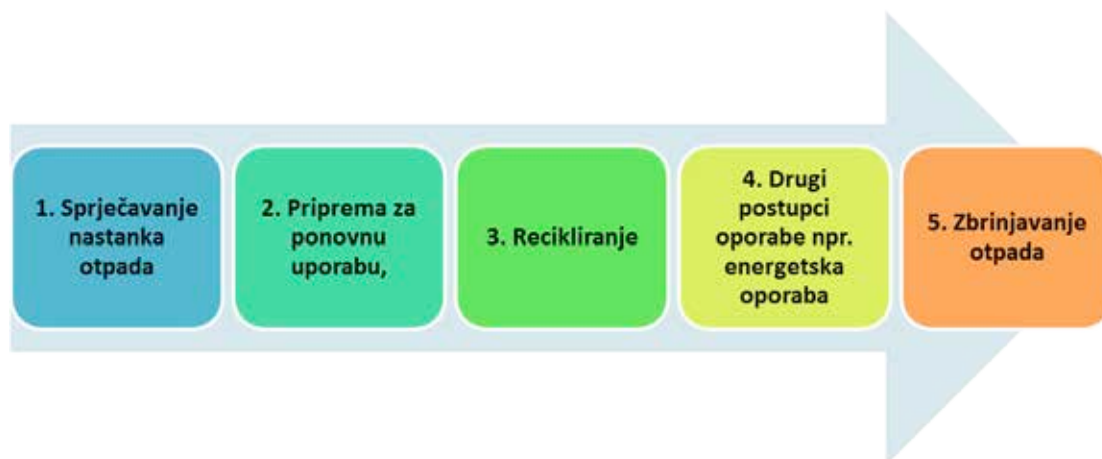 1. Sprječavanje
nastanka
otpada
2. Priprema za
ponovnu
uporabu,
3. Recikliranje
4. Drugi
postupci
oporabe npr.
energetska
oporaba
5. Zbrinjavanje
otpada